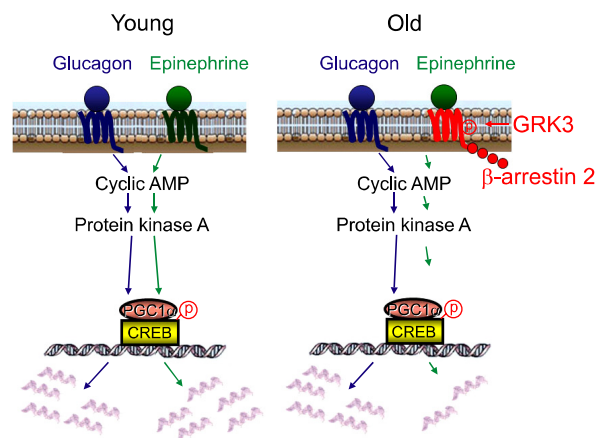 Young
Old
Glucagon
Epinephrine
Glucagon
Epinephrine
p
GRK3
β-arrestin 2
Cyclic AMP
Cyclic AMP
Protein kinase A
Protein kinase A
PGC1α
p
PGC1α
p
CREB
CREB